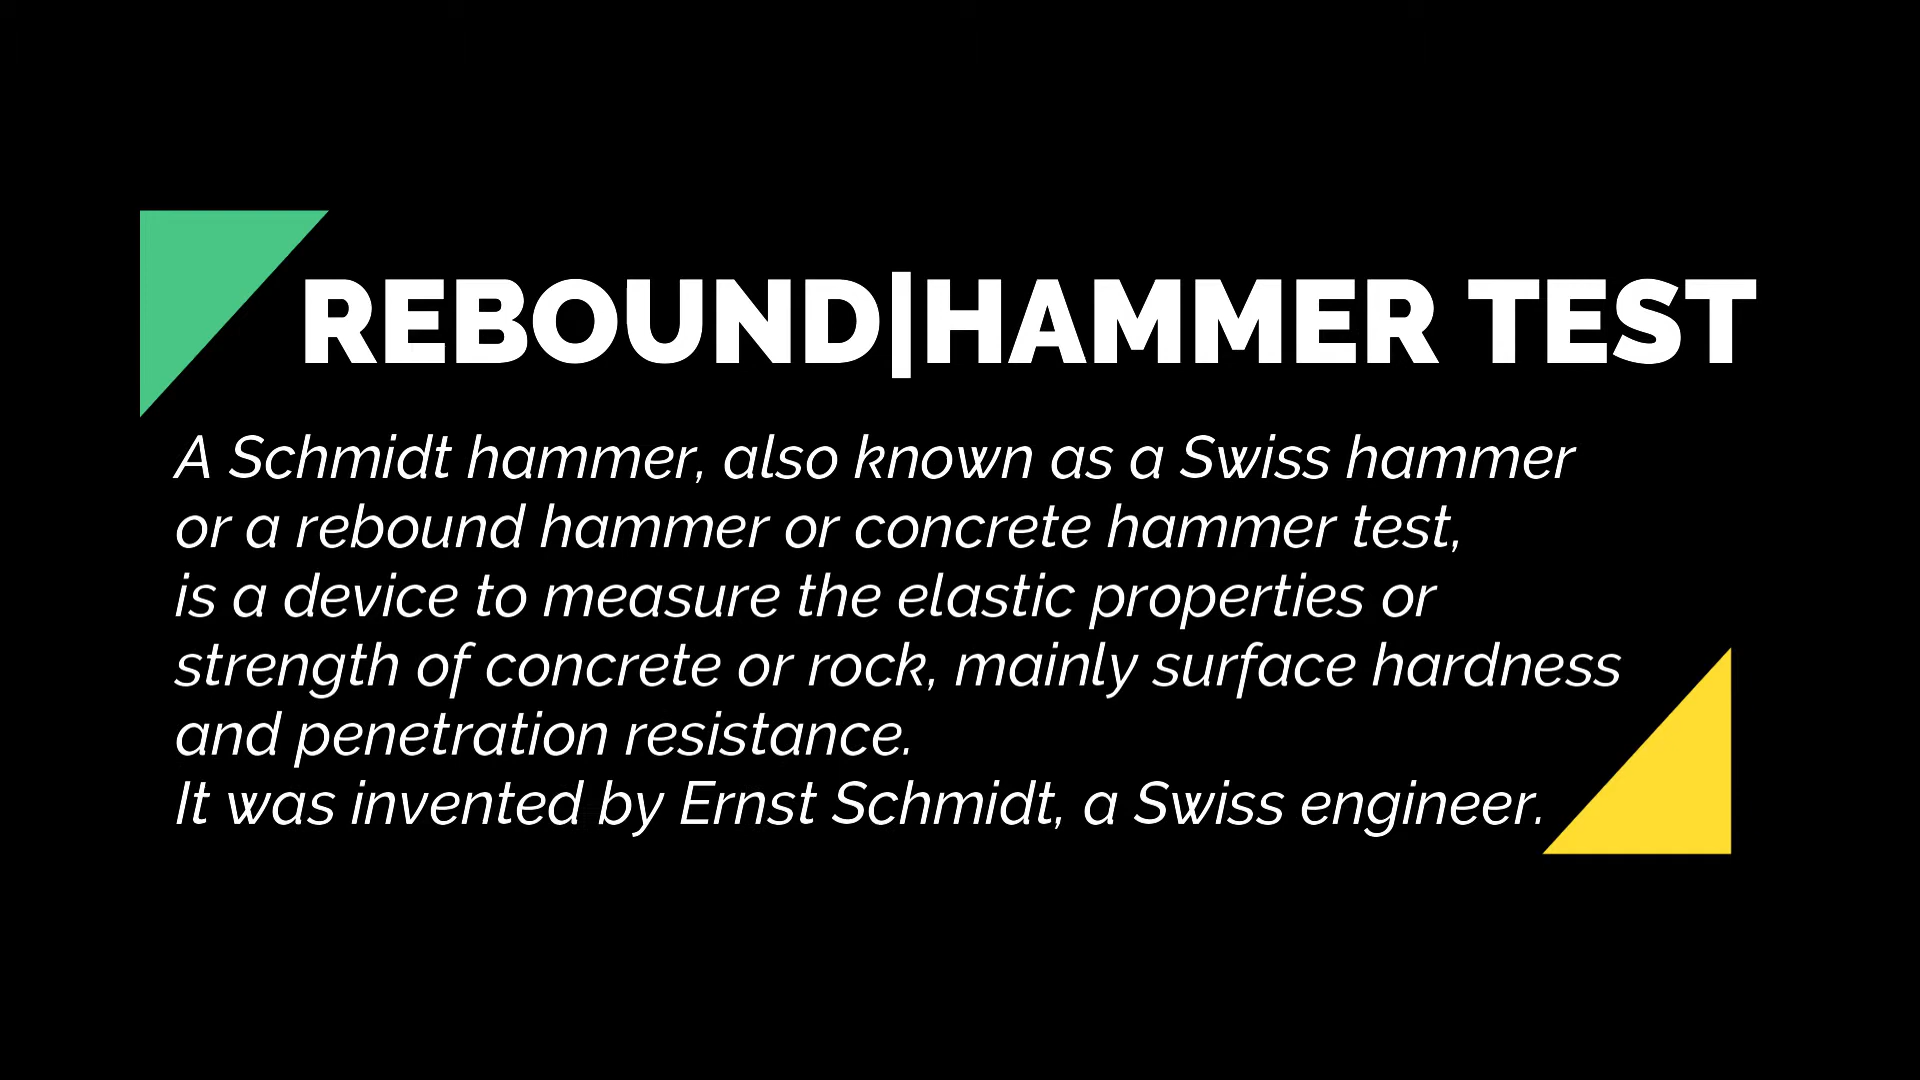 REBOUND|HAMMER TEST
A Schmidt hammer, also known as a Swiss hammer
or a rebound hammer or concrete hammer test,
is a device to measure the elastic properties or
strength of concrete or rock, mainly surface hardness
and penetration resistance.
It was invented by Ernst Schmidt, a Swiss engineer.